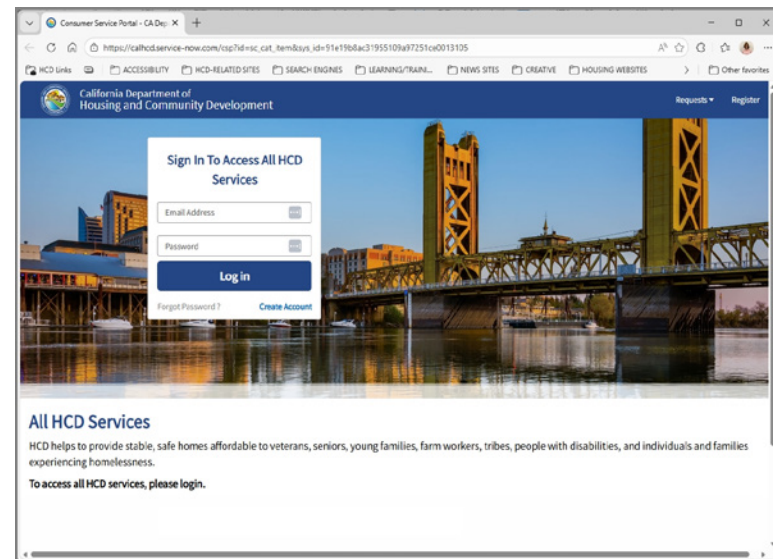 Consumer Service Portal - CA Dep
https://calhcd.service-now.com/csp?id=sc_cat_item&sys_id=91e19b8ac31955109a97251ce0013105
HCD Links ACCESSIBILITY HCD-RELATED SITES SEARCH ENGINES LEARNING/TRAINI... NEWS SITES CREATIVE HOUSING WEBSITES Other favorites
California Department of
Housing and Community Development
Requests Register
Sign In To Access All HCD
Services
Email Address
Password
Log in
Forgot Password ? Create Account
All HCD Services
HCD helps to provide stable, safe homes affordable to veterans, seniors, young families, farm workers, tribes, people with disabilities, and individuals and families
experiencing homelessness.
To access all HCD services, please login.